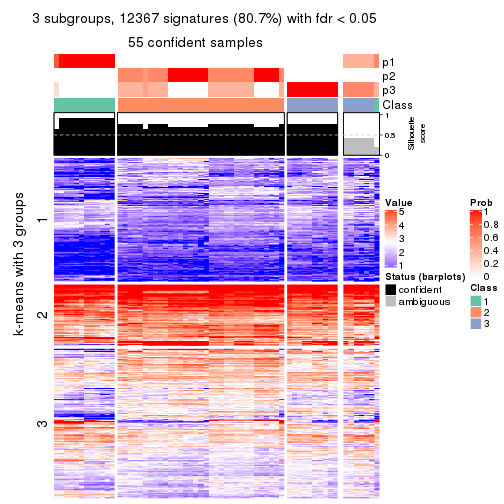 3 subgroups, 12367 signatures (80.7%) with fdr < 0.05
55 confident samples
p1
p2
p3
Class
1
0.5
0
Silhouette
score
k-means with 3 groups
1
2
3
Value
5
4
3
2
1
Status (barplots)
confident
ambiguous
Prob
1
0.8
0.6
0.4
0.2
0
Class
1
2
3